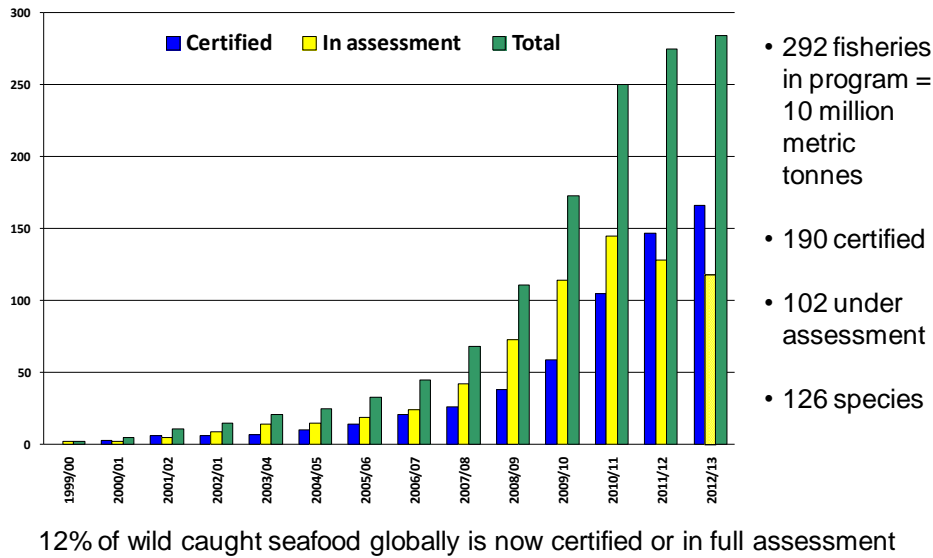 300
250
200
150
100
50
0
Certified In assessment Total
1999/00
2000/01
2001/02
2002/01
2003/04
2004/05
2005/06
2006/07
2007/08
2008/09
2009/10
2010/11
2011/12
2012/13
• 292 fisheries
in program =
10 million
metric
tonnes
• 190 certified
• 102 under
assessment
• 126 species
12% of wild caught seafood globally is now certified or in full assessment